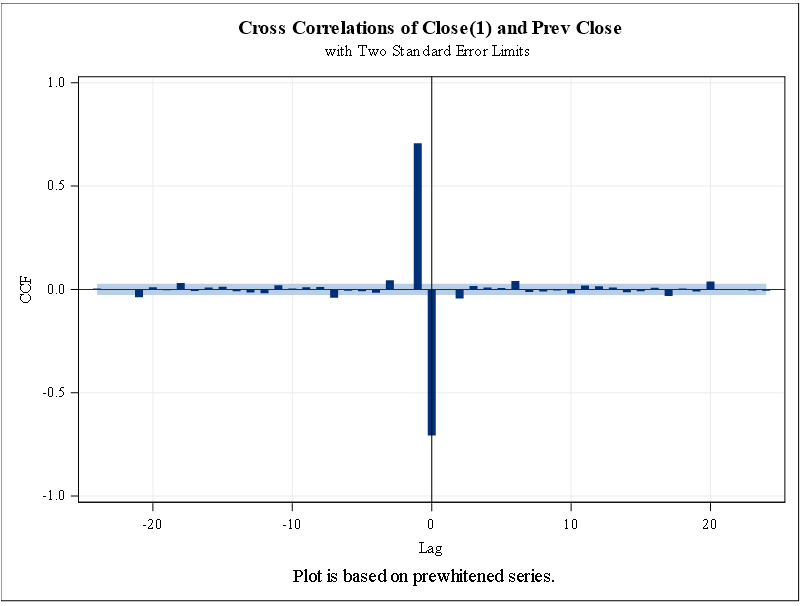 Cross Correlations of Close(1) and Prev Close
with Two Standard Error Limits
1.0
0.5
0.0
-0.5
-1.0
CCF
-20
-10
0
10
20
Lag
Plot is based on prewhitened series.